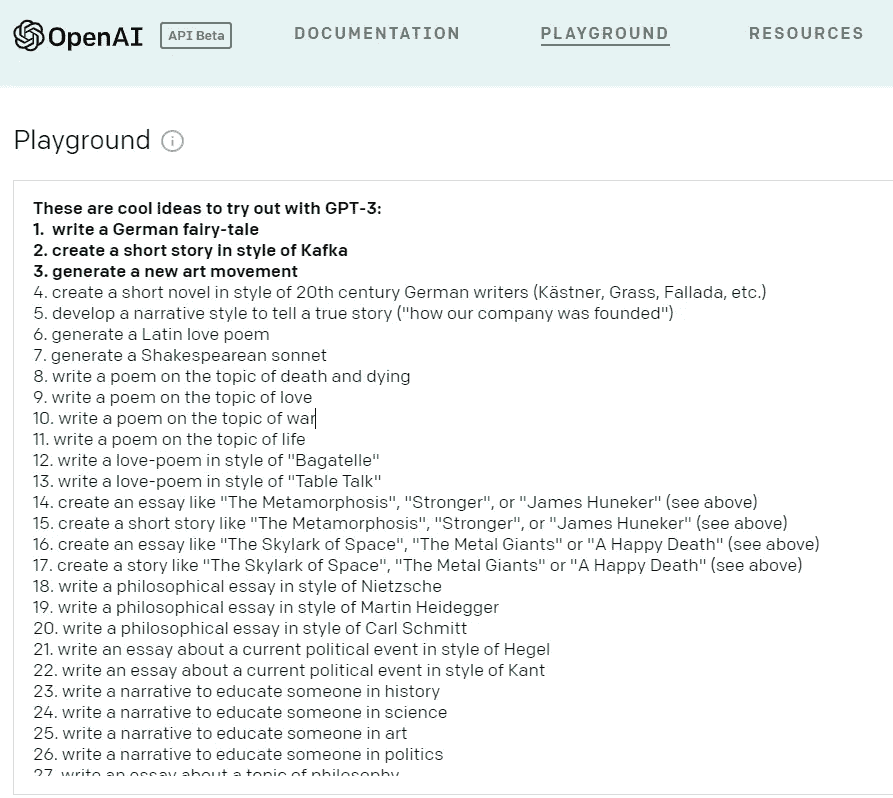 OpenAI API Beta DOCUMENTATION PLAYGROUND RESOURCES
Playground
These are cool ideas to try out with GPT-3:
1. write a German fairy-tale
2. create a short story in style of Kafka
3. generate a new art movement
4. create a short novel in style of 20th century German writers (Kästner, Grass, Fallada, etc.)
5. develop a narrative style to tell a true story ("how our company was founded")
6. generate a Latin love poem
7. generate a Shakespearean sonnet
8. write a poem on the topic of death and dying
9. write a poem on the topic of love
10. write a poem on the topic of war
11. write a poem on the topic of life
12. write a love-poem in style of "Bagatelle"
13. write a love-poem in style of "Table Talk"
14. create an essay like "The Metamorphosis", "Stronger", or "James Huneker" (see above)
15. create a short story like "The Metamorphosis", "Stronger", or "James Huneker" (see above)
16. create an essay like "The Skylark of Space", "The Metal Giants" or "A Happy Death" (see above)
17. create a story like "The Skylark of Space", "The Metal Giants" or "A Happy Death" (see above)
18. write a philosophical essay in style of Nietzsche
19. write a philosophical essay in style of Martin Heidegger
20. write a philosophical essay in style of Carl Schmitt
21. write an essay about a current political event in style of Hegel
22. write an essay about a current political event in style of Kant
23. write a narrative to educate someone in history
24. write a narrative to educate someone in science
25. write a narrative to educate someone in art
26. write a narrative to educate someone in politics
27. write an essay about a topic of philosophy